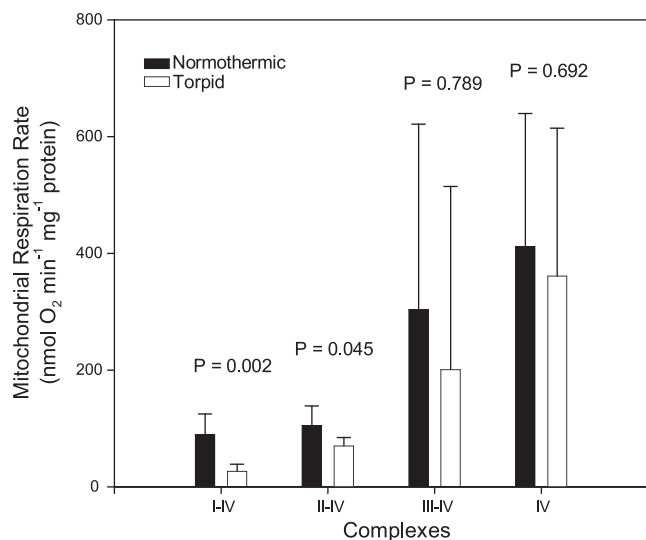 800
Normothermic
Torpid
P = 0.789
P = 0.692
600
Mitochondrial Respiration Rate
(nmol O₂ min⁻¹ mg⁻¹ protein)
400
P = 0.002
P = 0.045
200
0
I-IV
II-IV
III-IV
IV
Complexes